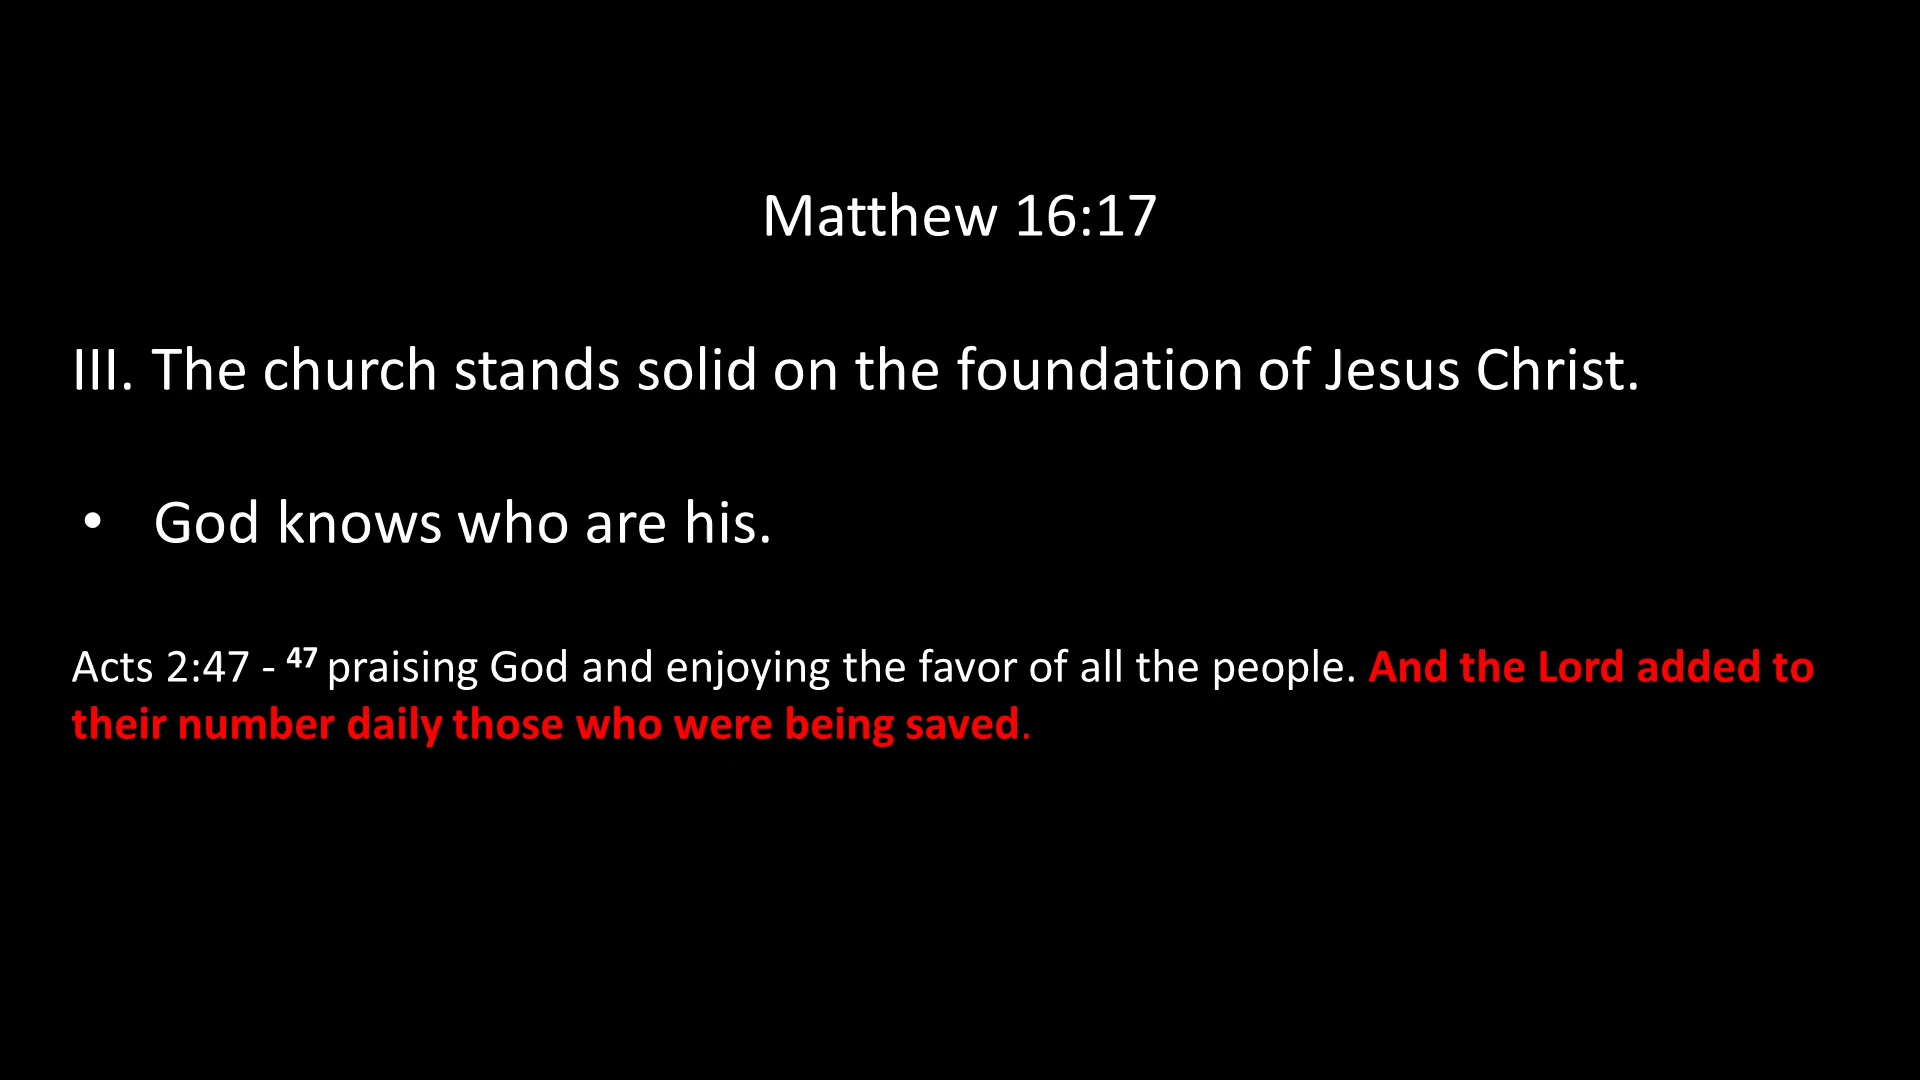 Matthew 16:17
III. The church stands solid on the foundation of Jesus Christ.
• God knows who are his.
Acts 2:47 - 47 praising God and enjoying the favor of all the people. And the Lord added to
their number daily those who were being saved.